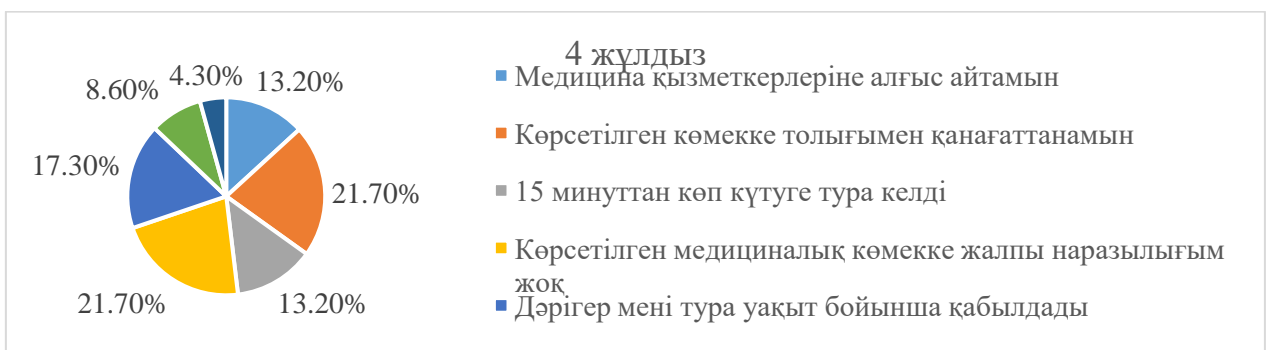 4 жұлдыз
4.30%
13.20%
8.60%
17.30%
21.70%
21.70%
13.20%
Медицина қызметкерлеріне алғыс айтамын
Көрсетілген көмекке толығымен қанағаттанамын
15 минуттан көп күтуге тура келді
Көрсетілген медициналық көмекке жалпы наразылығым
жоқ
Дәрігер мені тура уақыт бойынша қабылдады